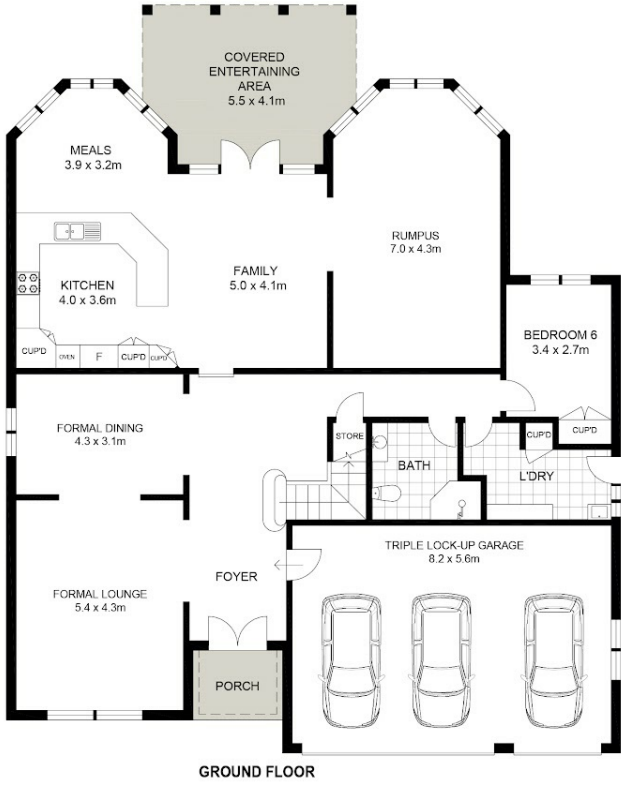 COVERED
ENTERTAINING
AREA
5.5 x 4.1m
MEALS
3.9 x 3.2m
RUMPUS
7.0 x 4.3m
FAMILY
5.0 x 4.1m
KITCHEN
4.0 x 3.6m
BEDROOM 6
3.4 x 2.7m
CUP'D
OVEN
F
CUP'D
CUP'D
FORMAL DINING
4.3 x 3.1m
STORE
CUP'D
CUP'D
BATH
L'DRY
TRIPLE LOCK-UP GARAGE
8.2 x 5.6m
FOYER
FORMAL LOUNGE
5.4 x 4.3m
PORCH
GROUND FLOOR